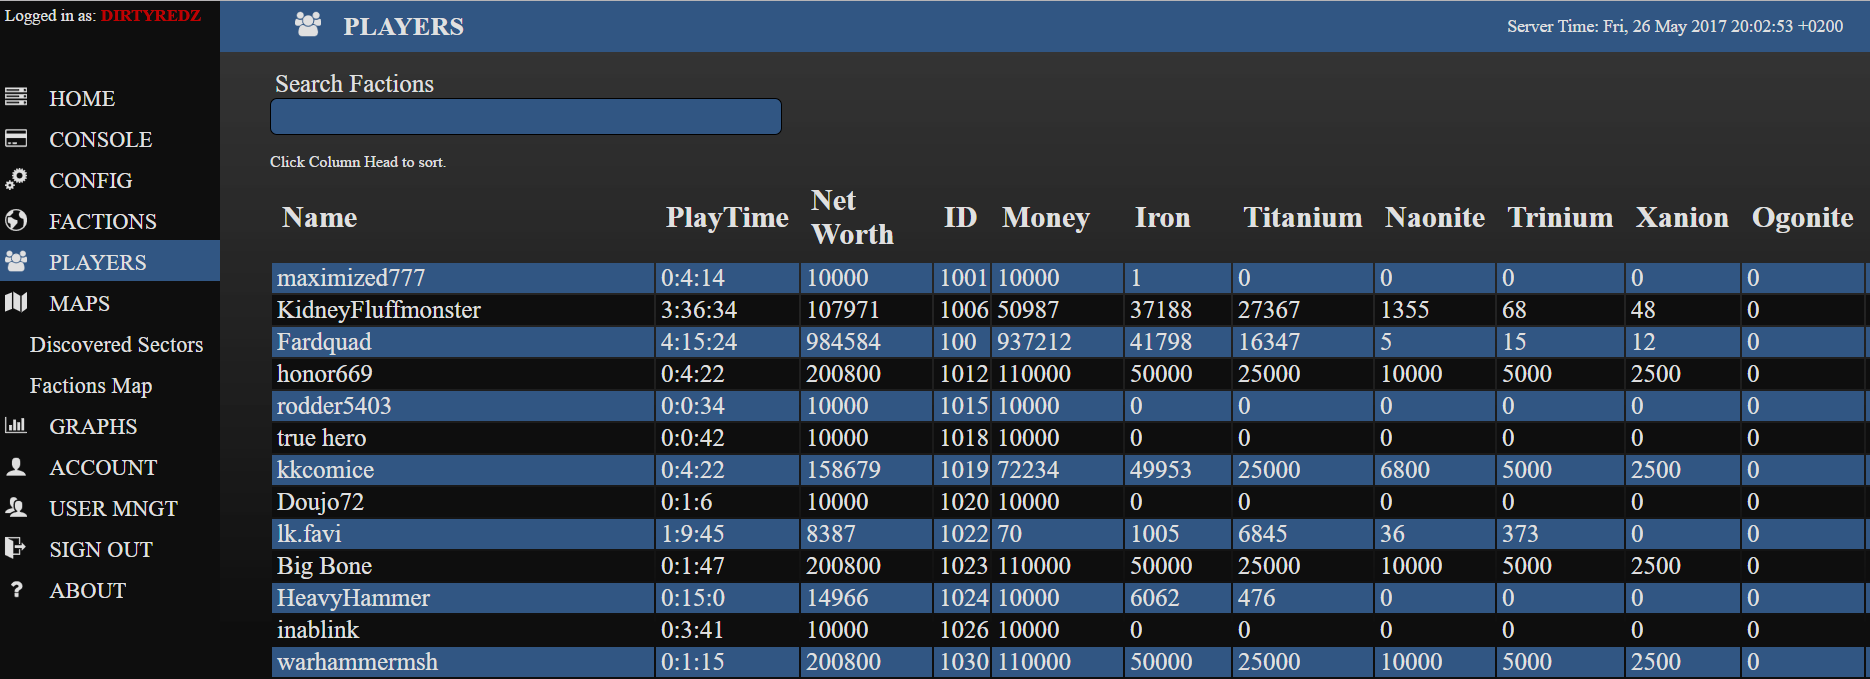 Logged in as: DIRTYREDZ
HOME
CONSOLE
CONFIG
FACTIONS
PLAYERS
MAPS
Discovered Sectors
Factions Map
GRAPHS
ACCOUNT
USER MNGT
SIGN OUT
ABOUT
PLAYERS
Server Time: Fri, 26 May 2017 20:02:53 +0200
Search Factions
Click Column Head to sort.
Name PlayTime Net Worth ID Money Iron Titanium Naonite Trinium Xanion Ogonite
maximized777 0:4:14 10000 1001 10000 1 0 0 0 0 0
KidneyFluffmonster 3:36:34 107971 1006 50987 37188 27367 1355 68 48 0
Fardquad 4:15:24 984584 100 937212 41798 16347 5 15 12 0
honor669 0:4:22 200800 1012 110000 50000 25000 10000 5000 2500 0
rodder5403 0:0:34 10000 1015 10000 0 0 0 0 0 0
true hero 0:0:42 10000 1018 10000 0 0 0 0 0 0
kkcomice 0:4:22 158679 1019 72234 49953 25000 6800 5000 2500 0
Doujo72 0:1:6 10000 1020 10000 0 0 0 0 0 0
lk.favi 1:9:45 8387 1022 70 1005 6845 36 373 0 0
Big Bone 0:1:47 200800 1023 110000 50000 25000 10000 5000 2500 0
HeavyHammer 0:15:0 14966 1024 10000 6062 476 0 0 0 0
inablink 0:3:41 10000 1026 10000 0 0 0 0 0 0
warhammermsh 0:1:15 200800 1030 110000 50000 25000 10000 5000 2500 0